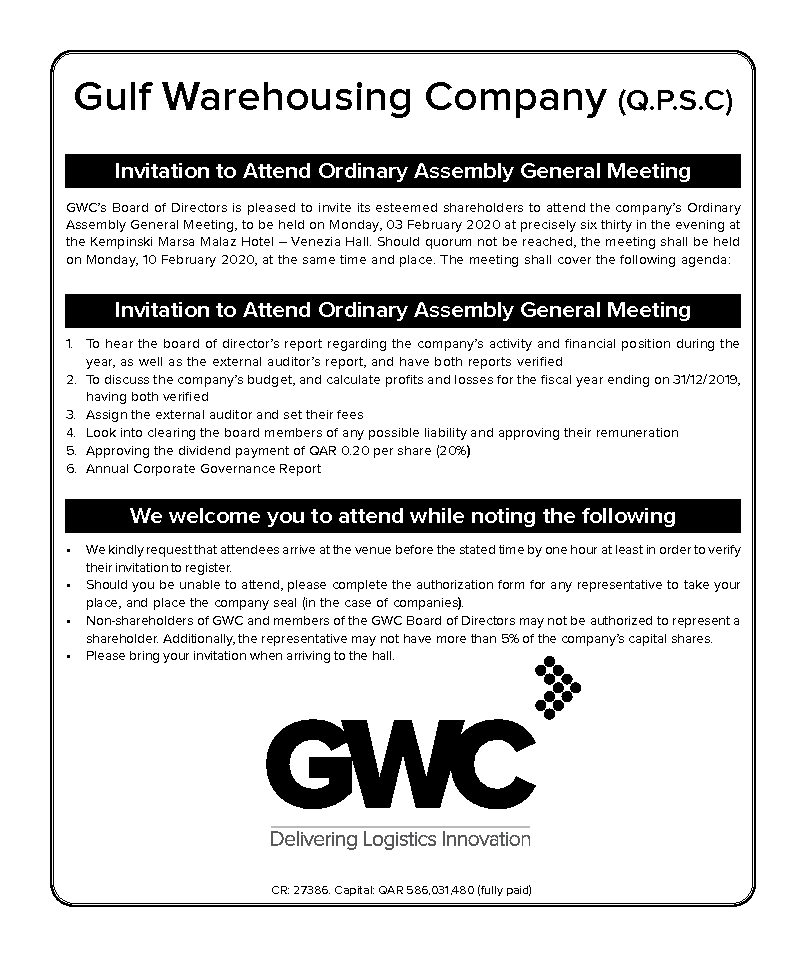 Gulf Warehousing Company (Q.P.S.C)
Invitation to Attend Ordinary Assembly General Meeting
GWC's Board of Directors is pleased to invite its esteemed shareholders to attend the company's Ordinary
Assembly General Meeting, to be held on Monday, 03 February 2020 at precisely six thirty in the evening at
the Kempinski Marsa Malaz Hotel – Venezia Hall. Should quorum not be reached, the meeting shall be held
on Monday, 10 February 2020, at the same time and place. The meeting shall cover the following agenda:
Invitation to Attend Ordinary Assembly General Meeting
1. To hear the board of director's report regarding the company's activity and financial position during the
year, as well as the external auditor's report, and have both reports verified
2. To discuss the company's budget, and calculate profits and losses for the fiscal year ending on 31/12/2019,
having both verified
3. Assign the external auditor and set their fees
4. Look into clearing the board members of any possible liability and approving their remuneration
5. Approving the dividend payment of QAR 0.20 per share (20%)
6. Annual Corporate Governance Report
We welcome you to attend while noting the following
• We kindly request that attendees arrive at the venue before the stated time by one hour at least in order to verify
their invitation to register.
• Should you be unable to attend, please complete the authorization form for any representative to take your
place, and place the company seal (in the case of companies).
• Non-shareholders of GWC and members of the GWC Board of Directors may not be authorized to represent a
shareholder. Additionally, the representative may not have more than 5% of the company's capital shares.
• Please bring your invitation when arriving to the hall.
GWC
Delivering Logistics Innovation
CR: 27386. Capital: QAR 586,031,480 (fully paid)